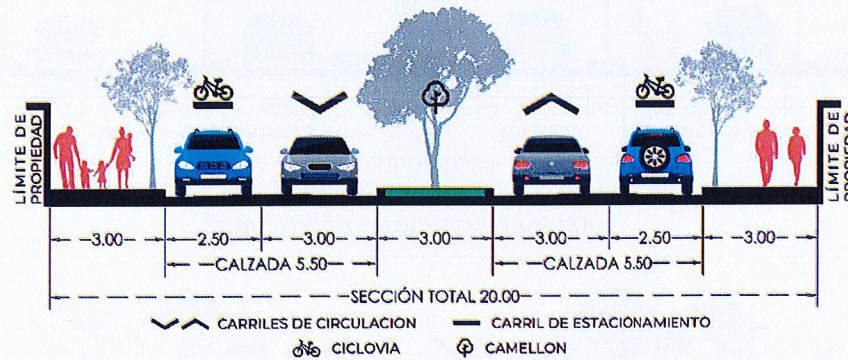 LÍMITE DE PROPIEDAD
LÍMITE DE PROPIEDAD
3.00 2.50 3.00 3.00 3.00 2.50 3.00
CALZADA 5.50 CALZADA 5.50
SECCIÓN TOTAL 20.00
CARRILES DE CIRCULACION CARRIL DE ESTACIONAMIENTO
CICLOVIA CAMELLON